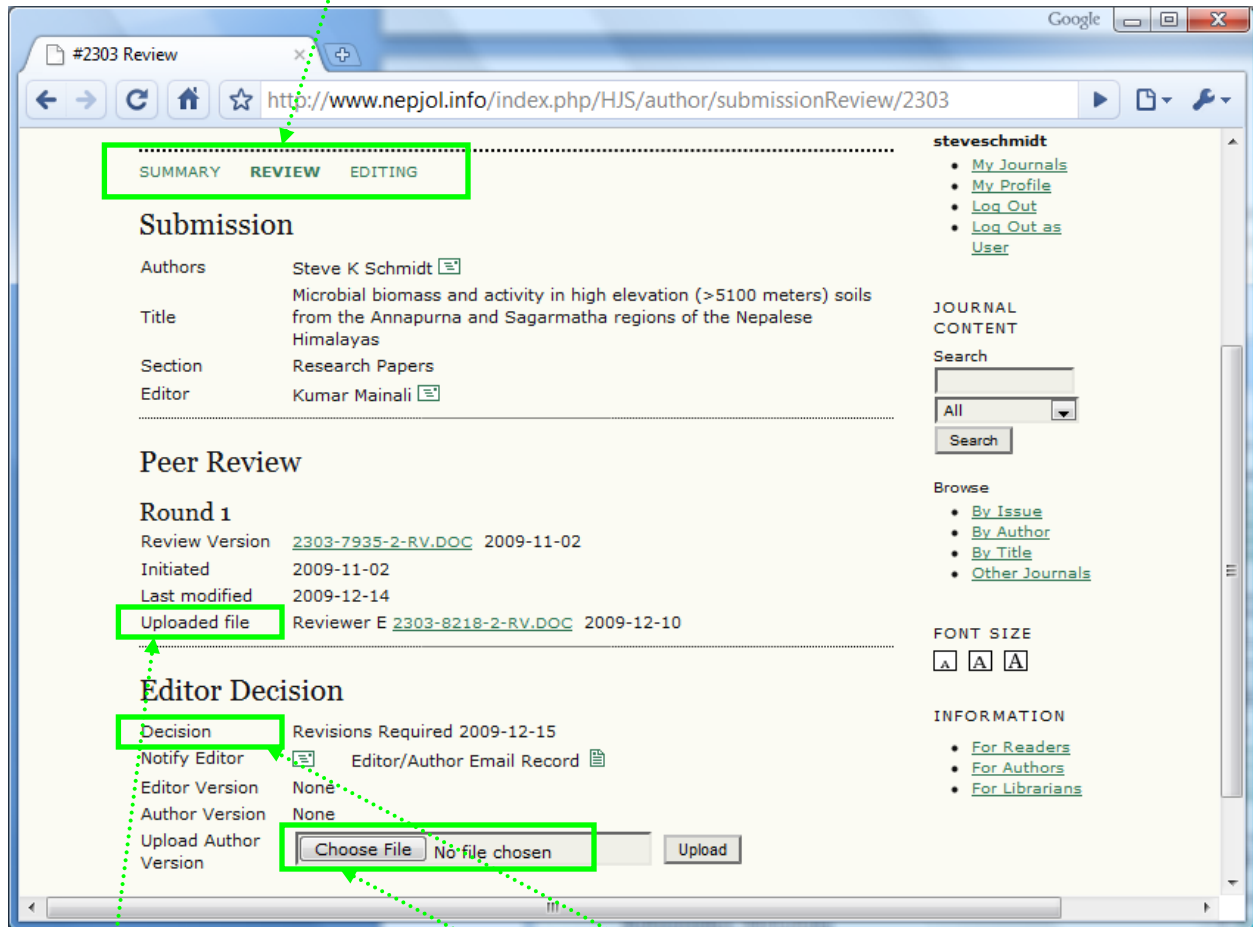 Google
#2303 Review
http://www.nepjol.info/index.php/HJS/author/submissionReview/2303
SUMMARY REVIEW EDITING
Submission
Authors Steve K Schmidt
Title Microbial biomass and activity in high elevation (>5100 meters) soils
from the Annapurna and Sagarmatha regions of the Nepalese
Himalayas
Section Research Papers
Editor Kumar Mainali
Peer Review
Round 1
Review Version 2303-7935-2-RV.DOC 2009-11-02
Initiated 2009-11-02
Last modified 2009-12-14
Uploaded file Reviewer E 2303-8218-2-RV.DOC 2009-12-10
Editor Decision
Decision Revisions Required 2009-12-15
Notify Editor Editor/Author Email Record
Editor Version None
Author Version None
Upload Author
Version Choose File No file chosen Upload
steveschmidt
My Journals
My Profile
Log Out
Log Out as
User
JOURNAL
CONTENT
Search
All
Search
Browse
By Issue
By Author
By Title
Other Journals
FONT SIZE
A A A
INFORMATION
For Readers
For Authors
For Librarians